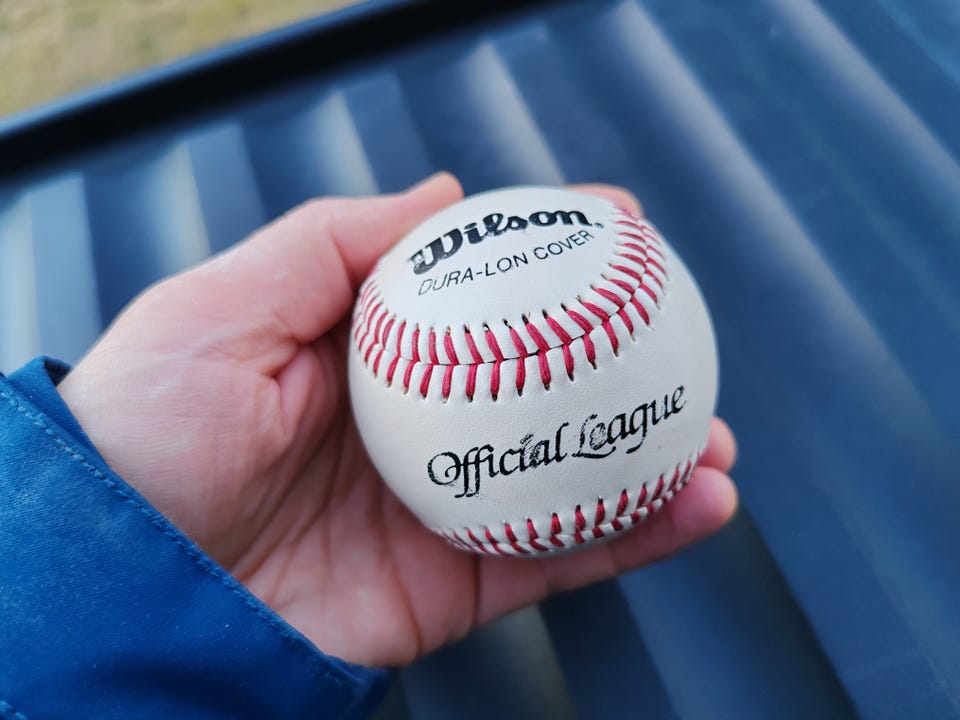 Wilson.
DURA-LON COVER
Official League